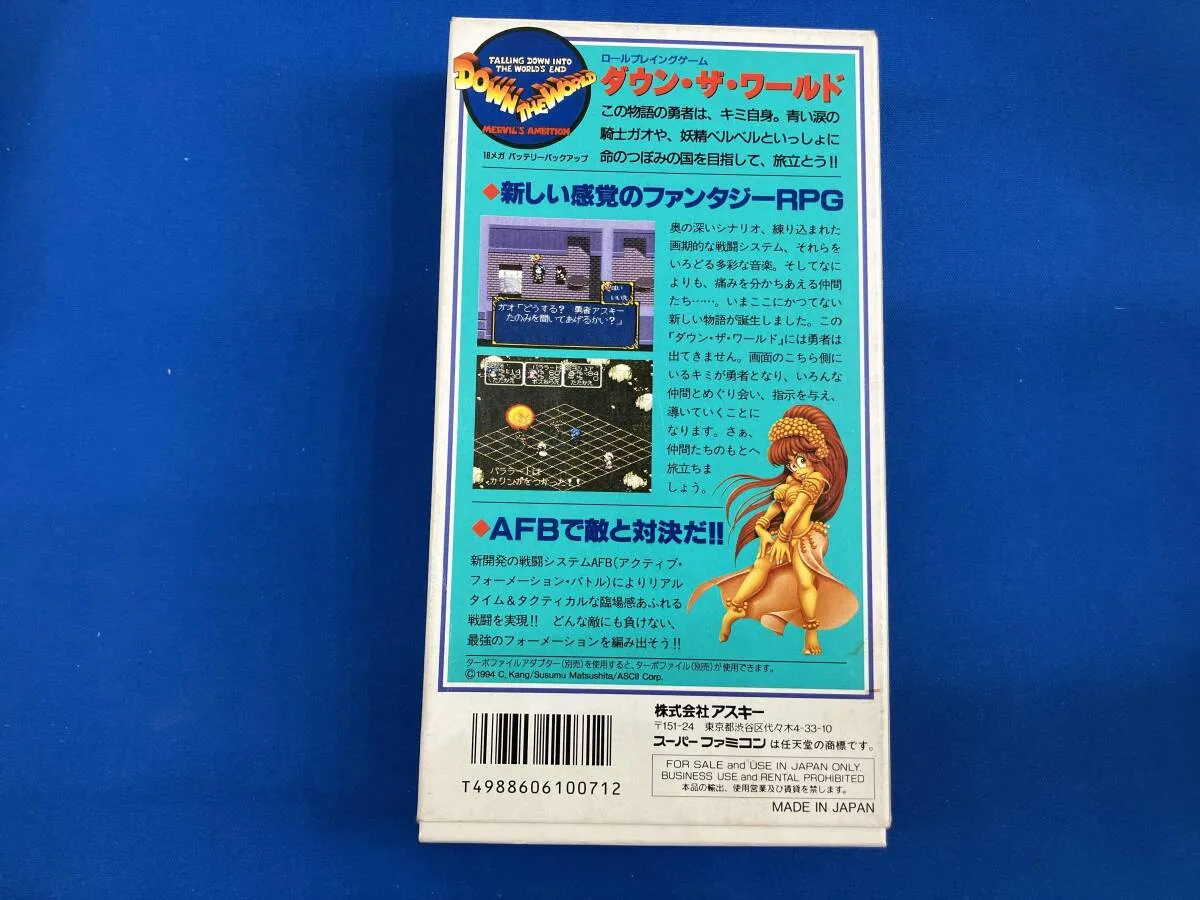 FALLING DOWN INTO
THE WORLD'S END
DOWN THE WORLD
MERVIL'S AMBITION
16メガ バッテリーバックアップ
ロールプレイングゲーム
ダウン・ザ・ワールド
この物語の勇者は、キミ自身。青い涙の
騎士ガオや、妖精ベルベルといっしょに
命のつぼみの国を目指して、旅立とう!!
◆新しい感覚のファンタジーRPG
はい
いいえ
ガオ「どうする? 勇者アスキー
たのみを聞いてあげるかい?」
奥の深いシナリオ、練り込まれた
画期的な戦闘システム、それらを
いろどる多彩な音楽。そしてなに
よりも、痛みを分かちあえる仲間
たち……。いまここにかつてない
新しい物語が誕生しました。この
「ダウン・ザ・ワールド」には勇者は
出てきません。画面のこちら側に
いるキミが勇者となり、いろんな
仲間とめぐり会い、指示を与え、
導いていくことに
なります。さぁ、
仲間たちのもとへ
旅立ちま
しょう。
たたかえ
たたかえ
パララートは
◆AFBで敵と対決だ!!
新開発の戦闘システムAFB(アクティブ・
フォーメーション・バトル)によりリアル
タイム&タクティカルな臨場感あふれる
戦闘を実現!! どんな敵にも負けない、
最強のフォーメーションを編み出そう!!
ターボファイルアダプター(別売)を使用すると、ターボファイル(別売)が使用できます。
©1994 C, Kang/Susumu Matsushita/ASCII Corp.
T4988606100712
株式会社アスキー
〒151-24 東京都渋谷区代々木4-33-10
スーパーファミコンは任天堂の商標です。
FOR SALE and USE IN JAPAN ONLY.
BUSINESS USE and RENTAL PROHIBITED
本品の輸出、使用営業及び賃貸を禁じます。
MADE IN JAPAN